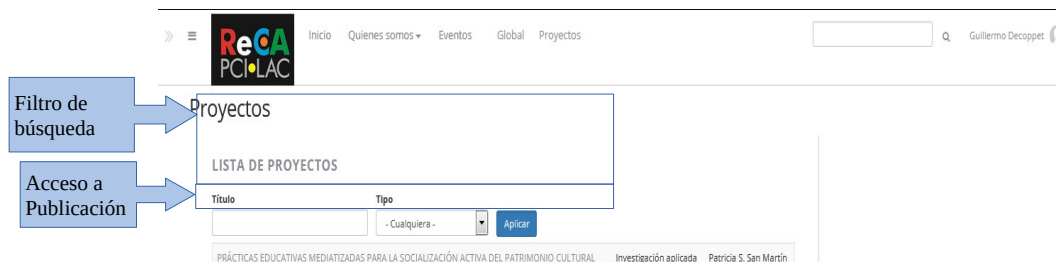 ReCA
PCI•LAC
Inicio Quienes somos Eventos Global Proyectos
Guillermo Decoppet
Filtro de
búsqueda
Proyectos
LISTA DE PROYECTOS
Acceso a
Publicación
Título Tipo
- Cualquiera - Aplicar
PRÁCTICAS EDUCATIVAS MEDIATIZADAS PARA LA SOCIALIZACIÓN ACTIVA DEL PATRIMONIO CULTURAL Investigación aplicada Patricia S. San Martín